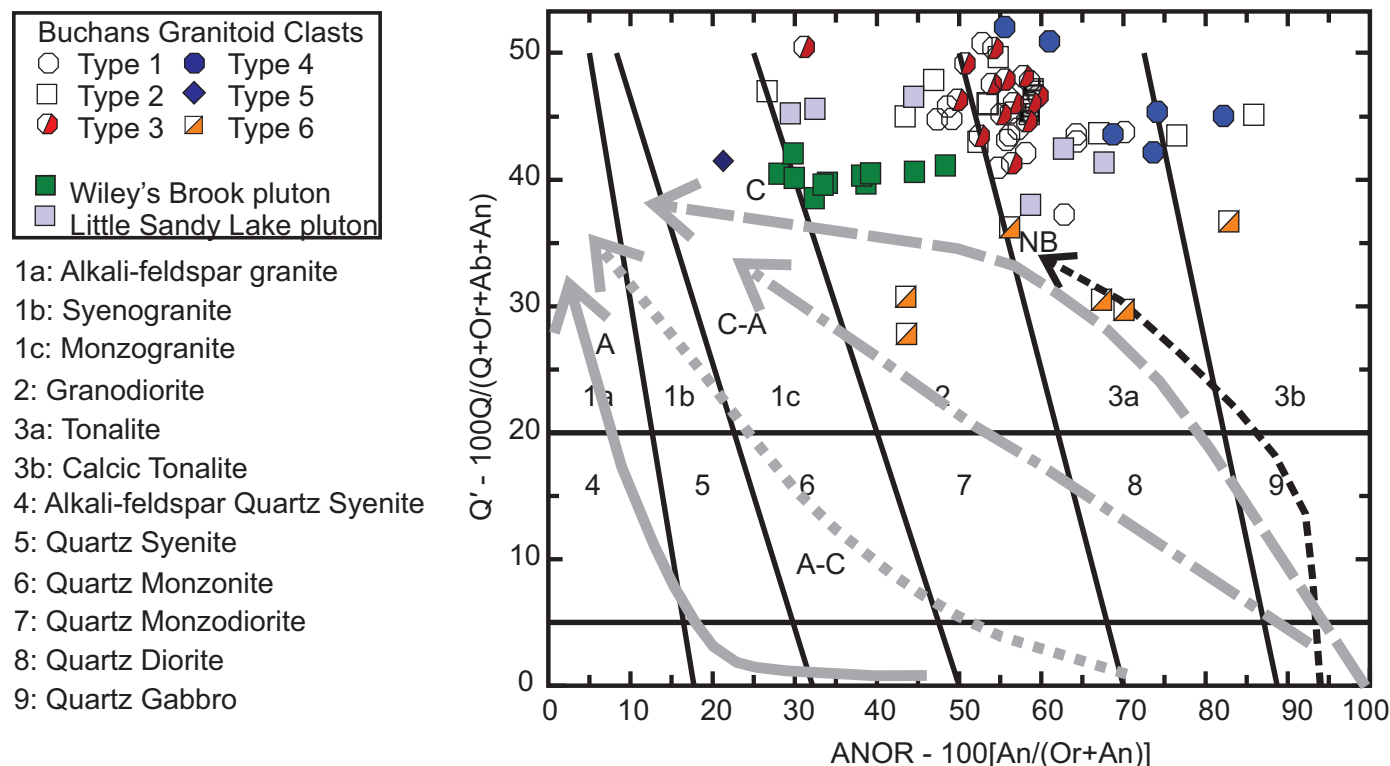 Buchans Granitoid Clasts
Type 1 Type 4
Type 2 Type 5
Type 3 Type 6
Wiley's Brook pluton
Little Sandy Lake pluton
1a: Alkali-feldspar granite
1b: Syenogranite
1c: Monzogranite
2: Granodiorite
3a: Tonalite
3b: Calcic Tonalite
4: Alkali-feldspar Quartz Syenite
5: Quartz Syenite
6: Quartz Monzonite
7: Quartz Monzodiorite
8: Quartz Diorite
9: Quartz Gabbro
Q' - 100Q/(Q+Or+Ab+An)
50
40
30
20
10
0
C
NB
C-A
A
1a 1b 1c 2 3a 3b
4 5 6 7 8 9
A-C
0 10 20 30 40 50 60 70 80 90 100
ANOR - 100[An/(Or+An)]